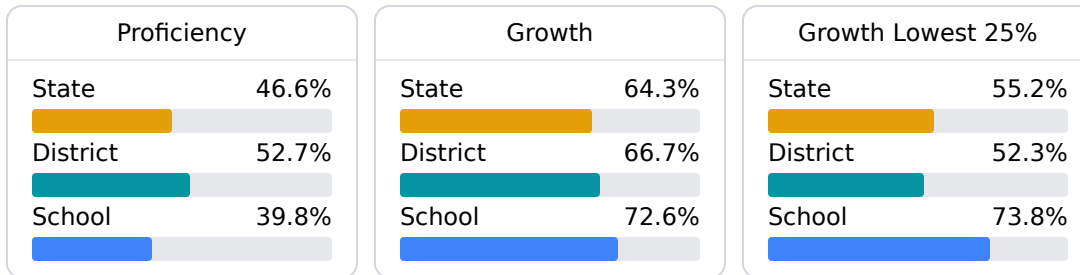 Proficiency
State 46.6%
District 52.7%
School 39.8%
Growth
State 64.3%
District 66.7%
School 72.6%
Growth Lowest 25%
State 55.2%
District 52.3%
School 73.8%